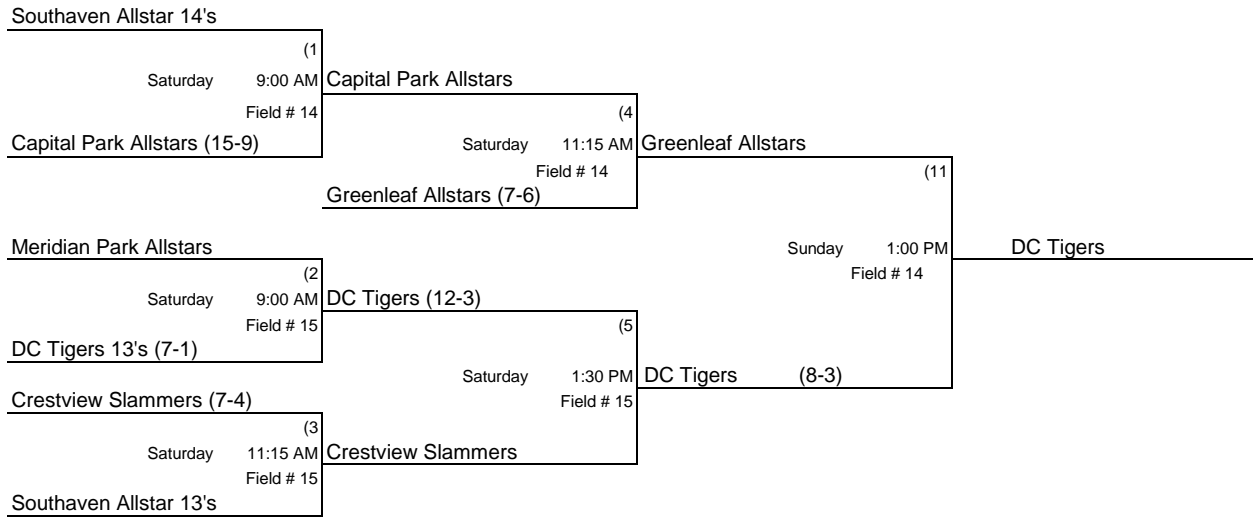 Southaven Allstar 14's
(1
Saturday 9:00 AM Capital Park Allstars
Field # 14 (4
Capital Park Allstars (15-9) Saturday 11:15 AM Greenleaf Allstars
Field # 14 (11
Greenleaf Allstars (7-6)
Meridian Park Allstars Sunday 1:00 PM DC Tigers
(2 Field # 14
Saturday 9:00 AM DC Tigers (12-3)
Field # 15 (5
DC Tigers 13's (7-1)
Saturday 1:30 PM DC Tigers (8-3)
Crestview Slammers (7-4) Field # 15
(3
Saturday 11:15 AM Crestview Slammers
Field # 15
Southaven Allstar 13's